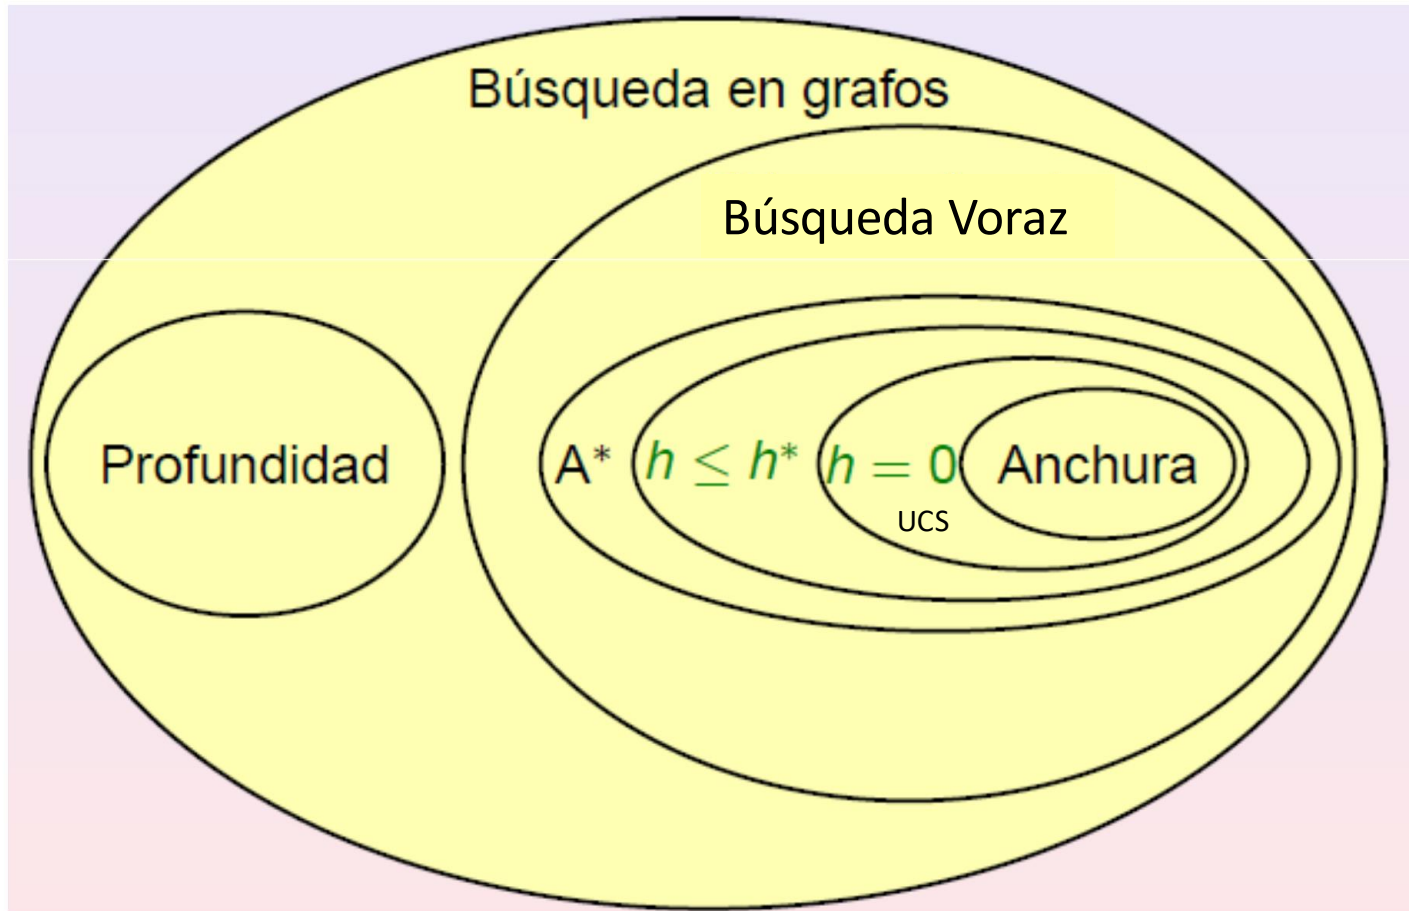 Búsqueda en grafos
Búsqueda Voraz
Profundidad
A* h ≤ h* h = 0 Anchura
UCS